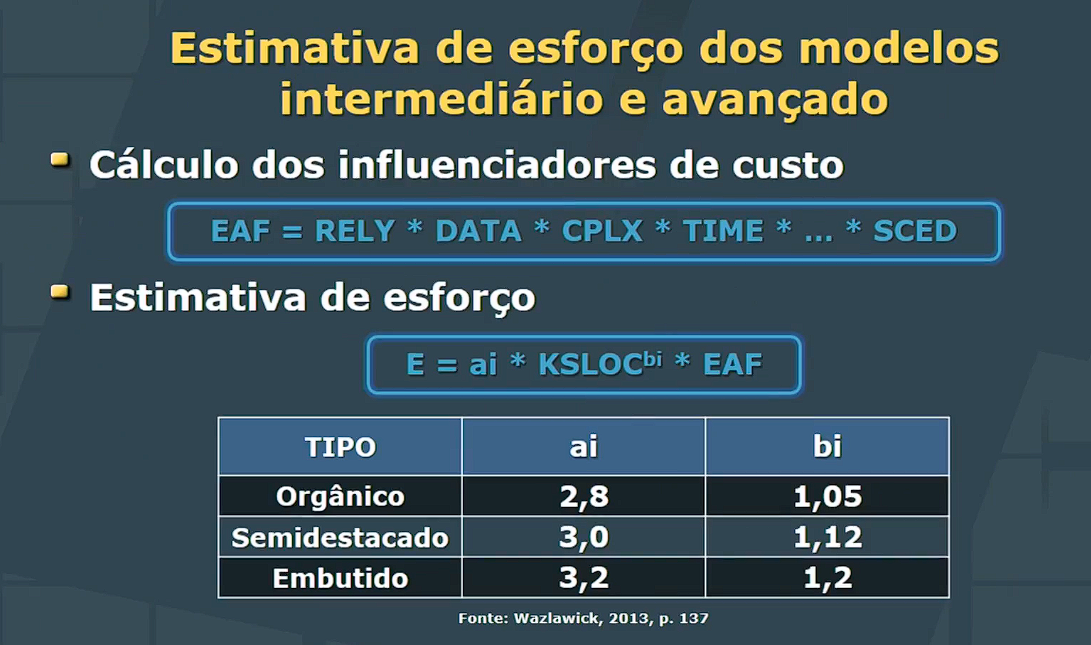 Estimativa de esforço dos modelos
intermediário e avançado
Cálculo dos influenciadores de custo
EAF = RELY * DATA * CPLX * TIME * ... * SCED
Estimativa de esforço
E = ai * KSLOCᵇⁱ * EAF
TIPO ai bi
Orgânico 2,8 1,05
Semidestacado 3,0 1,12
Embutido 3,2 1,2
Fonte: Wazlawick, 2013, p. 137